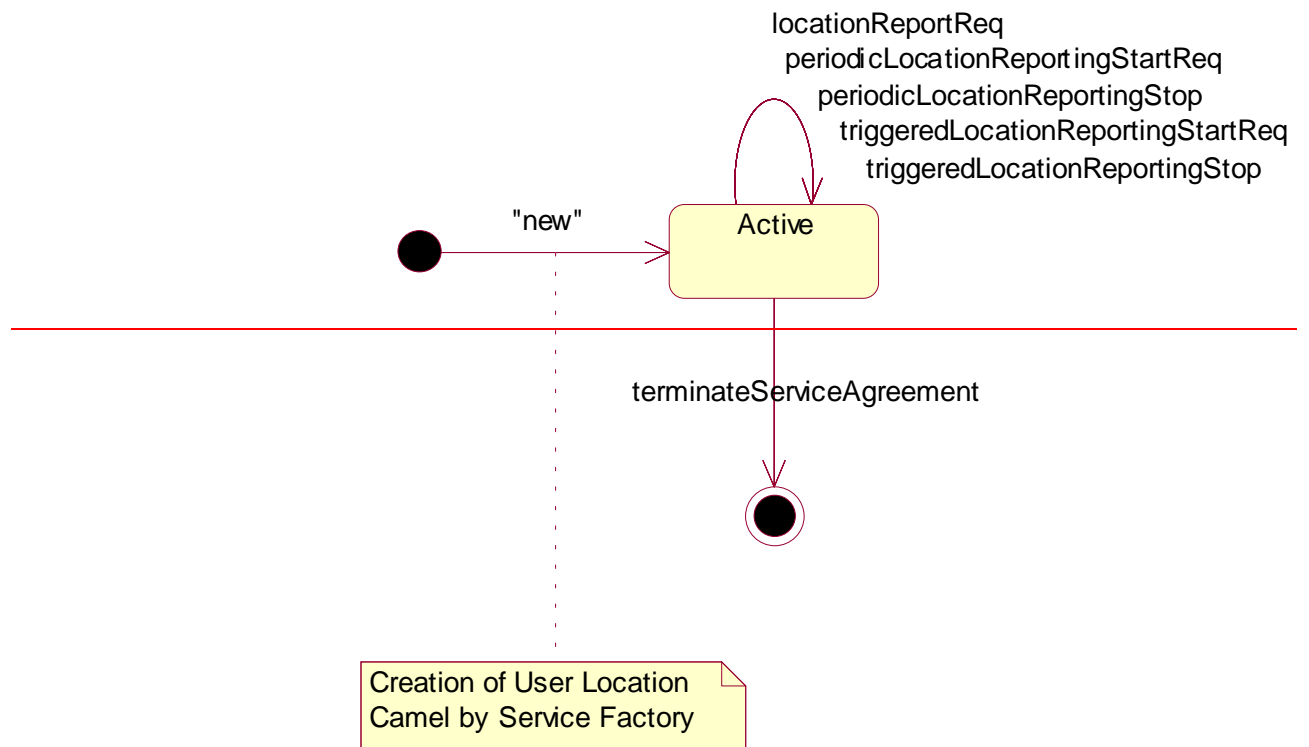 locationReportReq
periodicLocationReportingStartReq
periodicLocationReportingStop
triggeredLocationReportingStartReq
triggeredLocationReportingStop
"new"
Active
terminateServiceAgreement
Creation of User Location
Camel by Service Factory